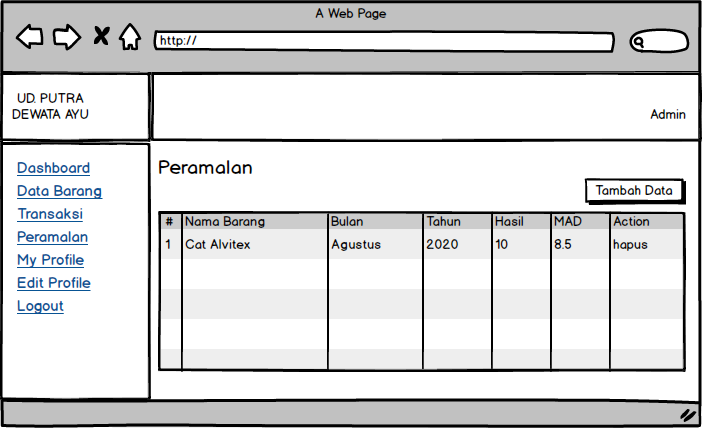 A Web Page
http://
UD. PUTRA
DEWATA AYU
Admin
Dashboard
Data Barang
Transaksi
Peramalan
My Profile
Edit Profile
Logout
Peramalan
Tambah Data
# Nama Barang Bulan Tahun Hasil MAD Action
1 Cat Alvitex Agustus 2020 10 8.5 hapus